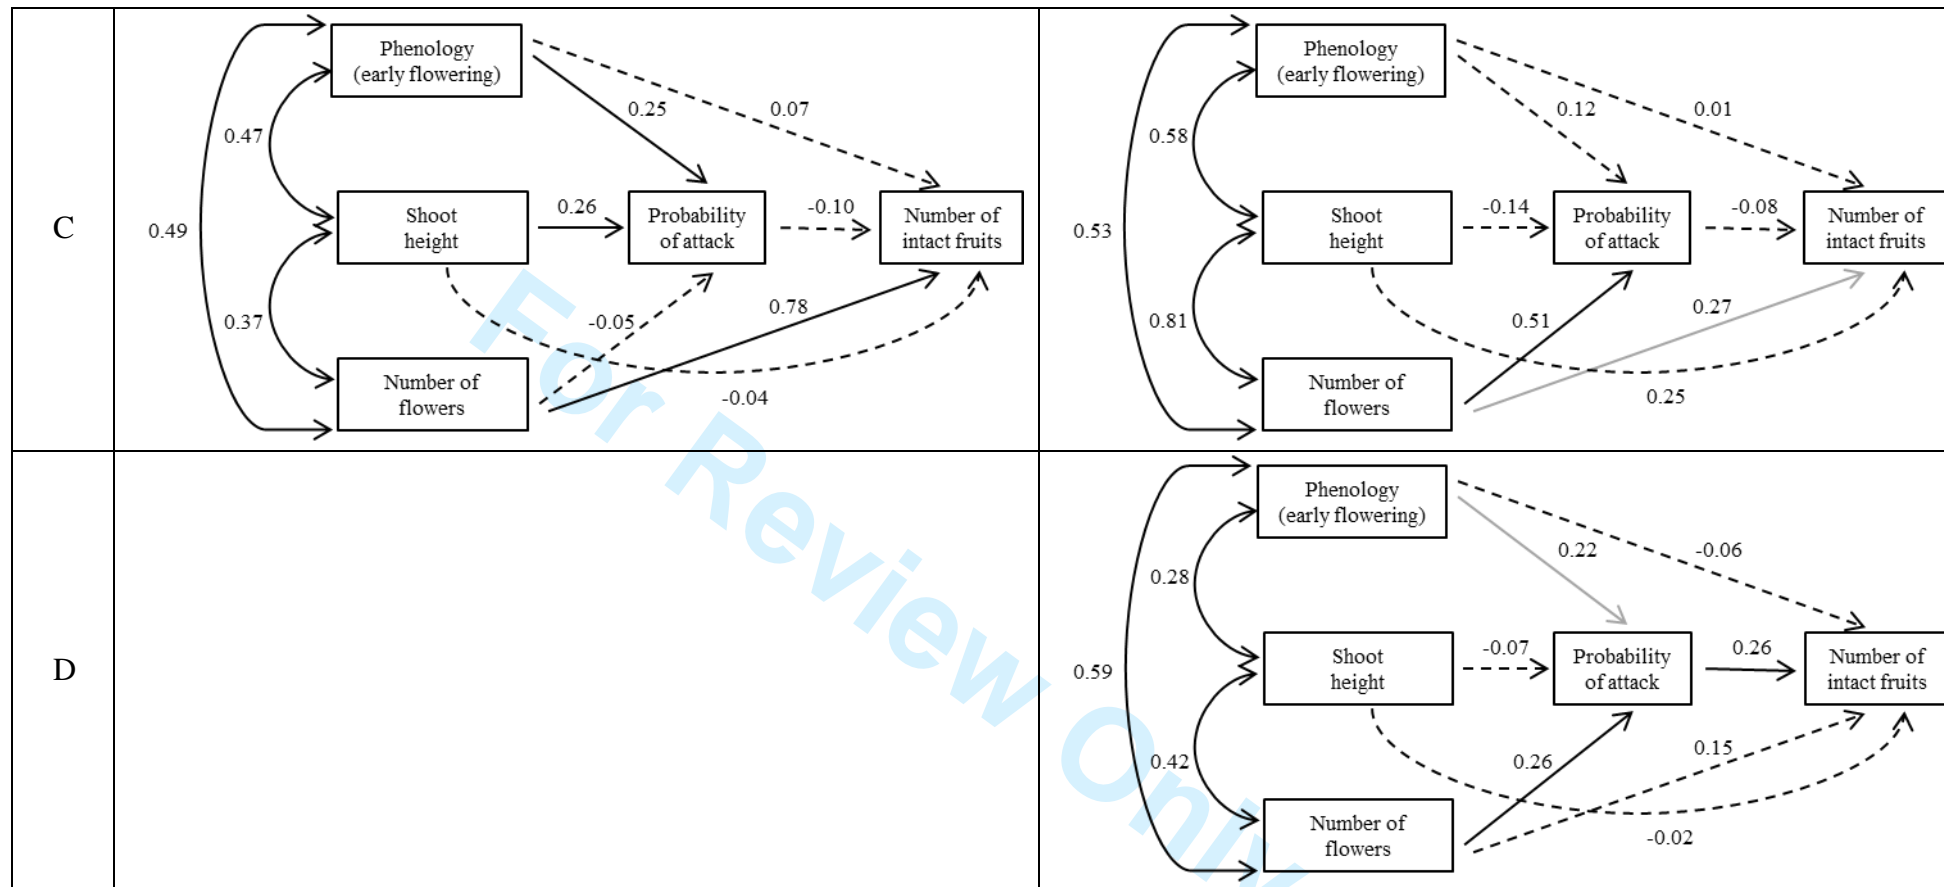 C
Phenology
(early flowering)
0.25
0.07
0.47
Shoot
height
0.26
Probability
of attack
-0.10
Number of
intact fruits
0.49
0.37
-0.05
0.78
Number of
flowers
-0.04
Phenology
(early flowering)
0.12
0.01
0.58
Shoot
height
-0.14
Probability
of attack
-0.08
Number of
intact fruits
0.53
0.81
0.51
0.27
Number of
flowers
0.25
D
Phenology
(early flowering)
0.22
-0.06
0.28
Shoot
height
-0.07
Probability
of attack
0.26
Number of
intact fruits
0.59
0.42
0.26
0.15
Number of
flowers
-0.02
For Review Only